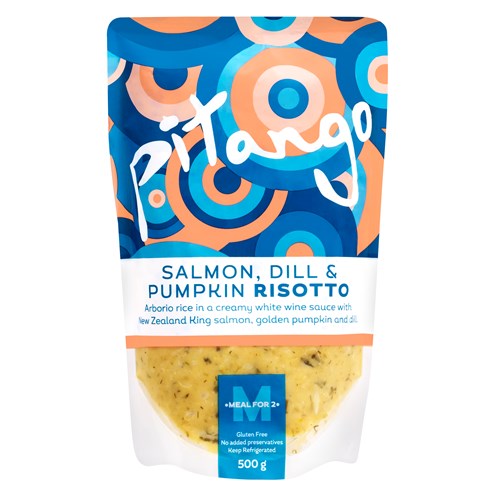 pitango
SALMON, DILL &
PUMPKIN RISOTTO
Arborio rice in a creamy white wine sauce with
New Zealand King salmon, golden pumpkin and dill.
M
•MEAL FOR 2•
Gluten Free
No added preservatives
Keep Refrigerated
500 g